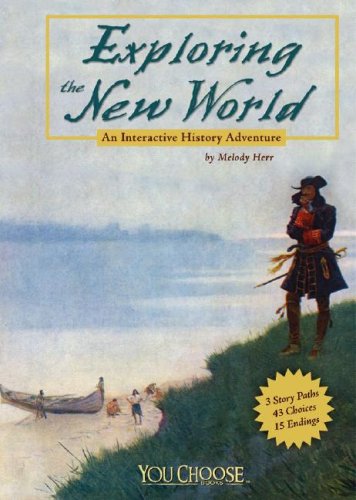 Exploring
the New World
An Interactive History Adventure
by Melody Herr
3 Story Paths
43 Choices
15 Endings
YOU CHOOSE
BOOKS™